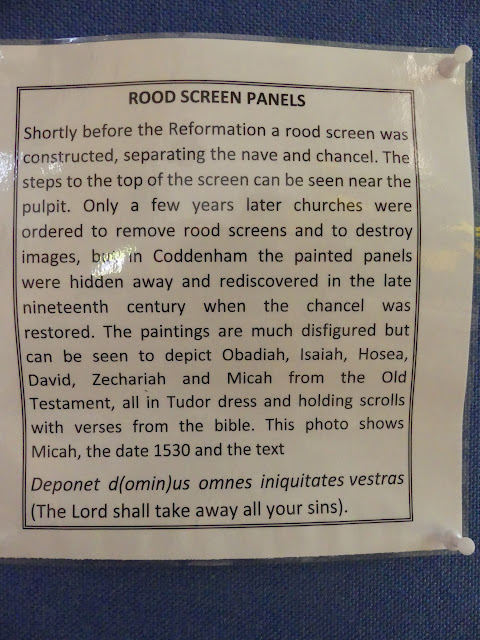 ROOD SCREEN PANELS
Shortly before the Reformation a rood screen was
constructed, separating the nave and chancel. The
steps to the top of the screen can be seen near the
pulpit. Only a few years later churches were
ordered to remove rood screens and to destroy
images, but in Coddenham the painted panels
were hidden away and rediscovered in the late
nineteenth century when the chancel was
restored. The paintings are much disfigured but
can be seen to depict Obadiah, Isaiah, Hosea,
David, Zechariah and Micah from the Old
Testament, all in Tudor dress and holding scrolls
with verses from the bible. This photo shows
Micah, the date 1530 and the text
Deponet d(omin)us omnes iniquitates vestras
(The Lord shall take away all your sins).